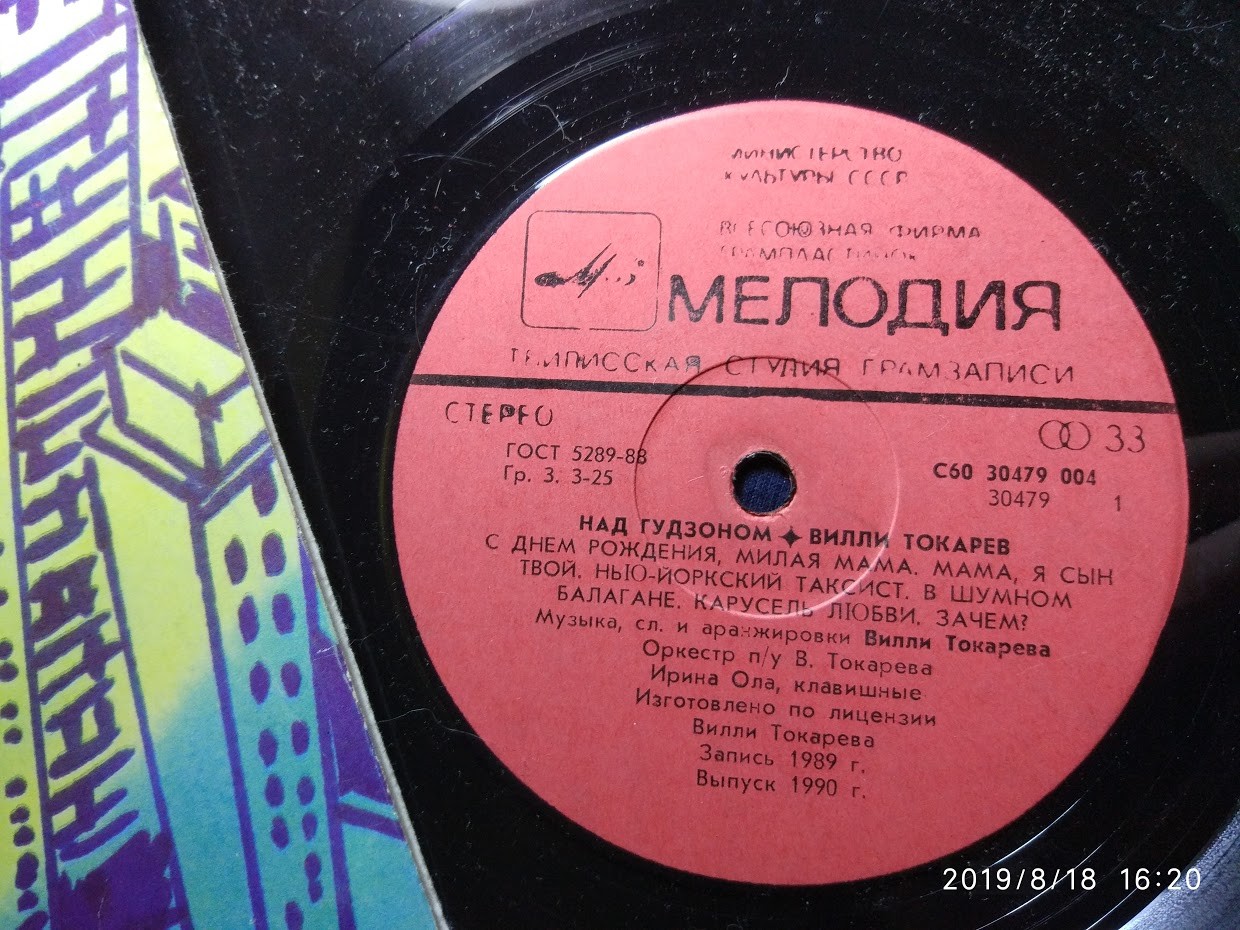 МИНИСТЕРСТВО
КУЛЬТУРЫ СССР
ВСЕСОЮЗНАЯ ФИРМА
ГРАМПЛАСТИНОК
МЕЛОДИЯ
ТБИЛИССКАЯ СТУДИЯ ГРАМЗАПИСИ
СТЕРЕО
33
ГОСТ 5289-88
Гр. 3. 3-25
С60 30479 004
30479 1
НАД ГУДЗОНОМ ✦ ВИЛЛИ ТОКАРЕВ
С ДНЕМ РОЖДЕНИЯ, МИЛАЯ МАМА. МАМА, Я СЫН
ТВОЙ. НЬЮ-ЙОРКСКИЙ ТАКСИСТ. В ШУМНОМ
БАЛАГАНЕ. КАРУСЕЛЬ ЛЮБВИ. ЗАЧЕМ?
Музыка, сл. и аранжировки Вилли Токарева
Оркестр п/у В. Токарева
Ирина Ола, клавишные
Изготовлено по лицензии
Вилли Токарева
Запись 1989 г.
Выпуск 1990 г.
2019/8/18 16:20